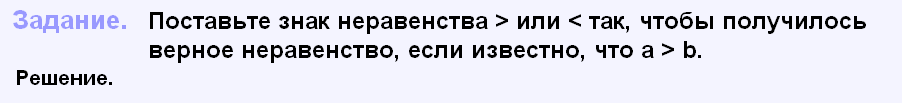 Задание. Поставьте знак неравенства > или < так, чтобы получилось
верное неравенство, если известно, что a > b.
Решение.